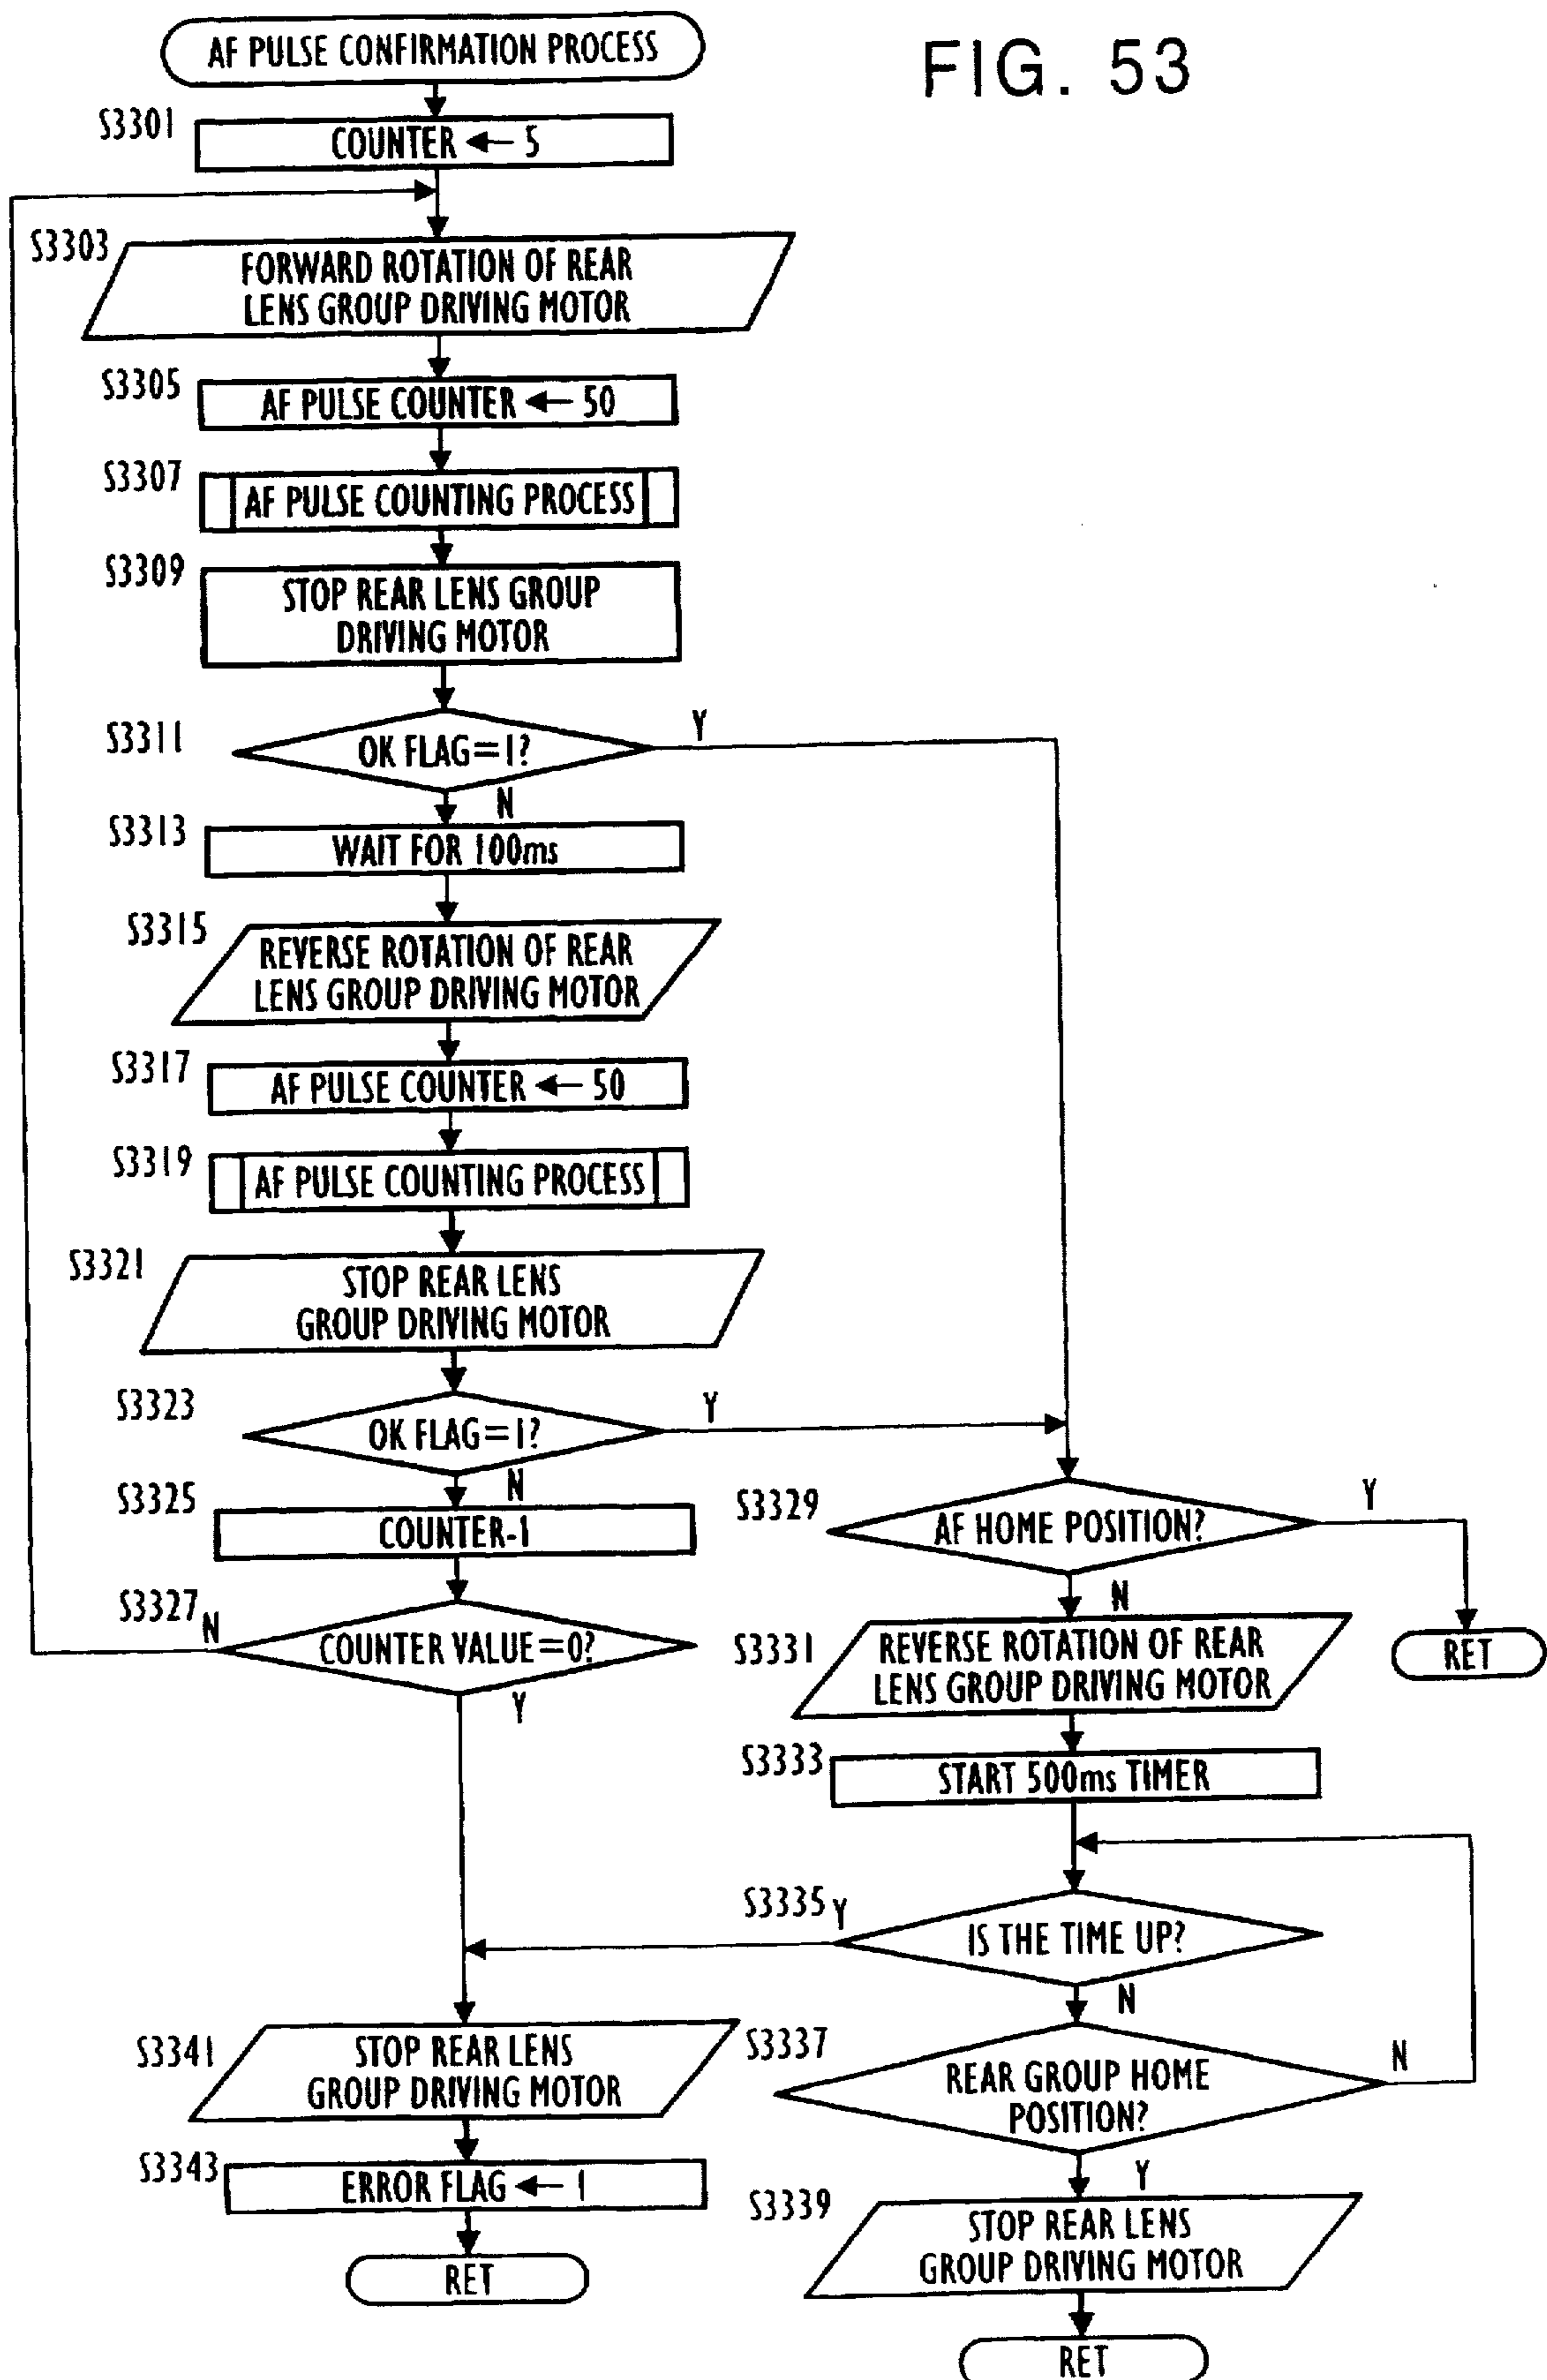 FIG. 53
AF PULSE CONFIRMATION PROCESS
S3301
COUNTER ← 5
S3303
FORWARD ROTATION OF REAR
LENS GROUP DRIVING MOTOR
S3305
AF PULSE COUNTER ← 50
S3307
AF PULSE COUNTING PROCESS
S3309
STOP REAR LENS GROUP
DRIVING MOTOR
S3311
OK FLAG=1?
Y
N
S3313
WAIT FOR 100ms
S3315
REVERSE ROTATION OF REAR
LENS GROUP DRIVING MOTOR
S3317
AF PULSE COUNTER ← 50
S3319
AF PULSE COUNTING PROCESS
S3321
STOP REAR LENS
GROUP DRIVING MOTOR
S3323
OK FLAG=1?
Y
N
S3325
COUNTER-1
S3327
N
COUNTER VALUE=0?
Y
S3329
AF HOME POSITION?
Y
RET
N
S3331
REVERSE ROTATION OF REAR
LENS GROUP DRIVING MOTOR
S3333
START 500ms TIMER
S3335
Y
IS THE TIME UP?
N
S3337
REAR GROUP HOME
POSITION?
N
Y
S3339
STOP REAR LENS
GROUP DRIVING MOTOR
RET
S3341
STOP REAR LENS
GROUP DRIVING MOTOR
S3343
ERROR FLAG ← 1
RET